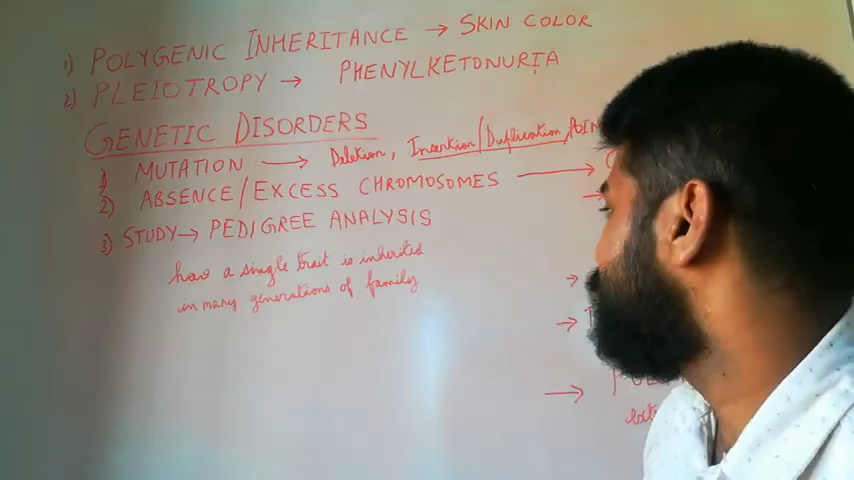 1) POLYGENIC INHERITANCE → SKIN COLOR
2) PLEIOTROPY → PHENYLKETONURIA
GENETIC DISORDERS
1) MUTATION → Deletion, Insertion/Duplication,
2) ABSENCE/EXCESS CHROMOSOMES →
3) STUDY → PEDIGREE ANALYSIS
how a single trait is inherited
in many generations of family